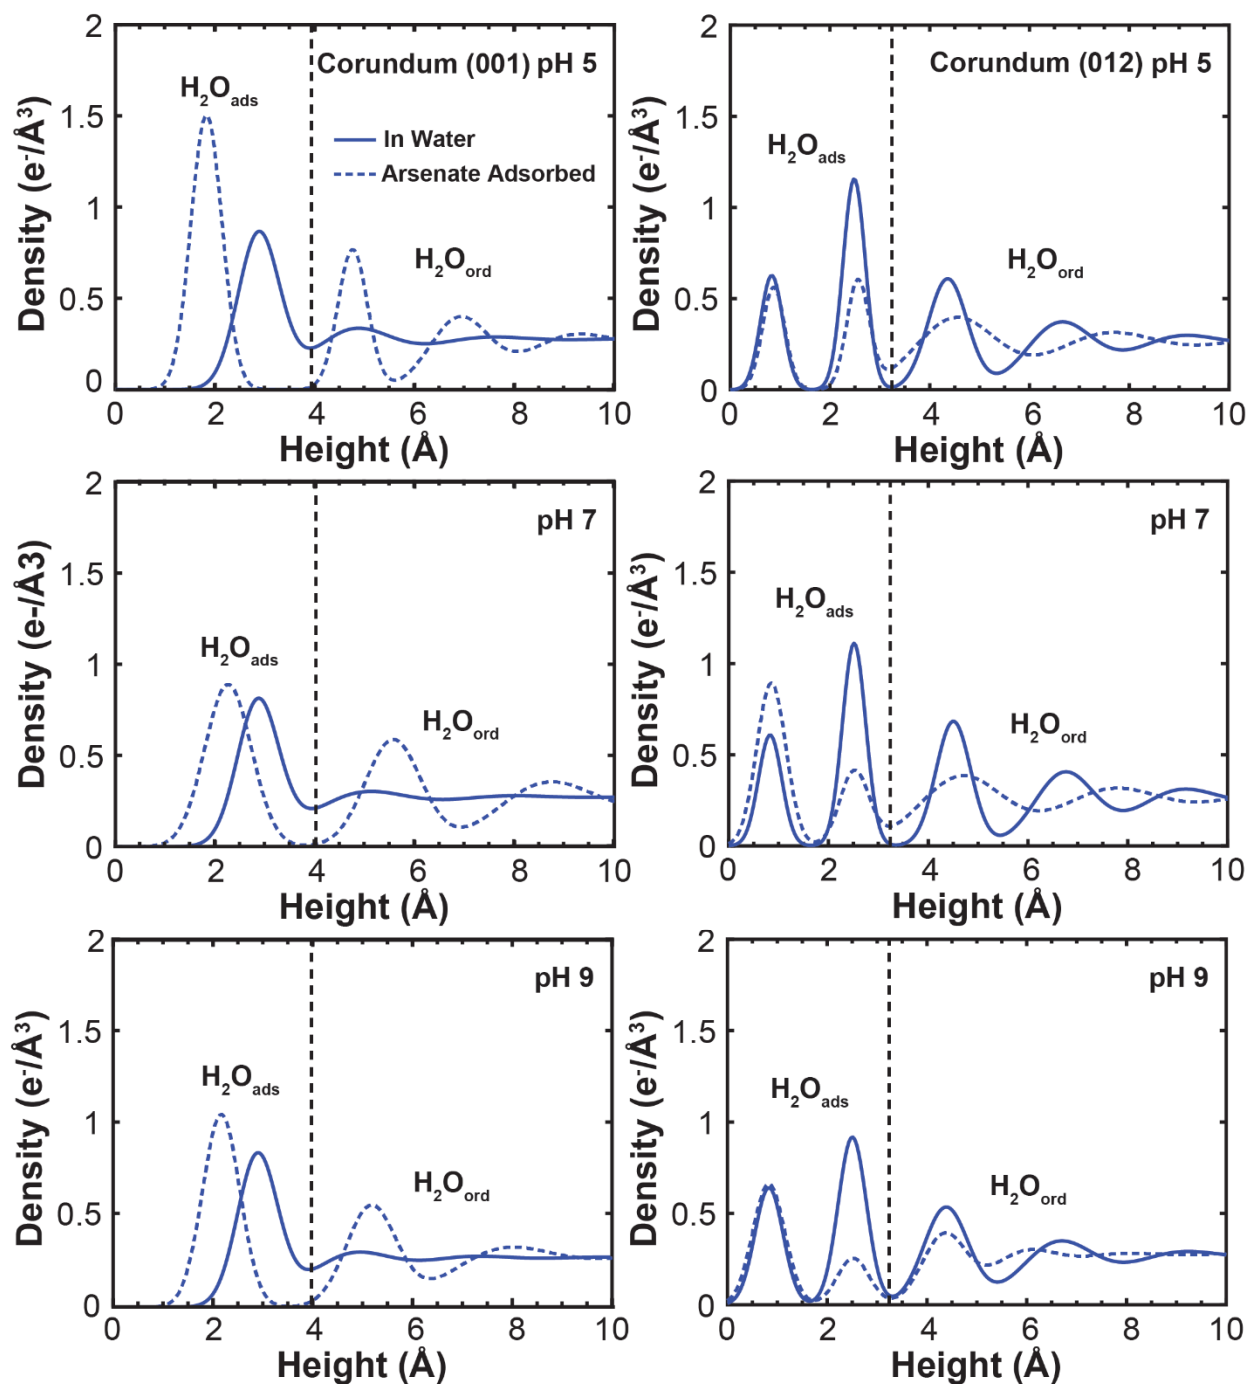 Corundum (001) pH 5
H₂Oads
In Water
Arsenate Adsorbed
H₂Oord
Density (e⁻/Å³)
2
1.5
1
0.5
0
0 2 4 6 8 10
Height (Å)
Corundum (012) pH 5
H₂Oads
H₂Oord
Density (e⁻/Å³)
2
1.5
1
0.5
0
0 2 4 6 8 10
Height (Å)
pH 7
H₂Oads
H₂Oord
Density (e-/Å3)
2
1.5
1
0.5
0
0 2 4 6 8 10
Height (Å)
pH 7
H₂Oads
H₂Oord
Density (e⁻/Å³)
2
1.5
1
0.5
0
0 2 4 6 8 10
Height (Å)
pH 9
H₂Oads
H₂Oord
Density (e⁻/Å³)
2
1.5
1
0.5
0
0 2 4 6 8 10
Height (Å)
pH 9
H₂Oads
H₂Oord
Density (e⁻/Å³)
2
1.5
1
0.5
0
0 2 4 6 8 10
Height (Å)